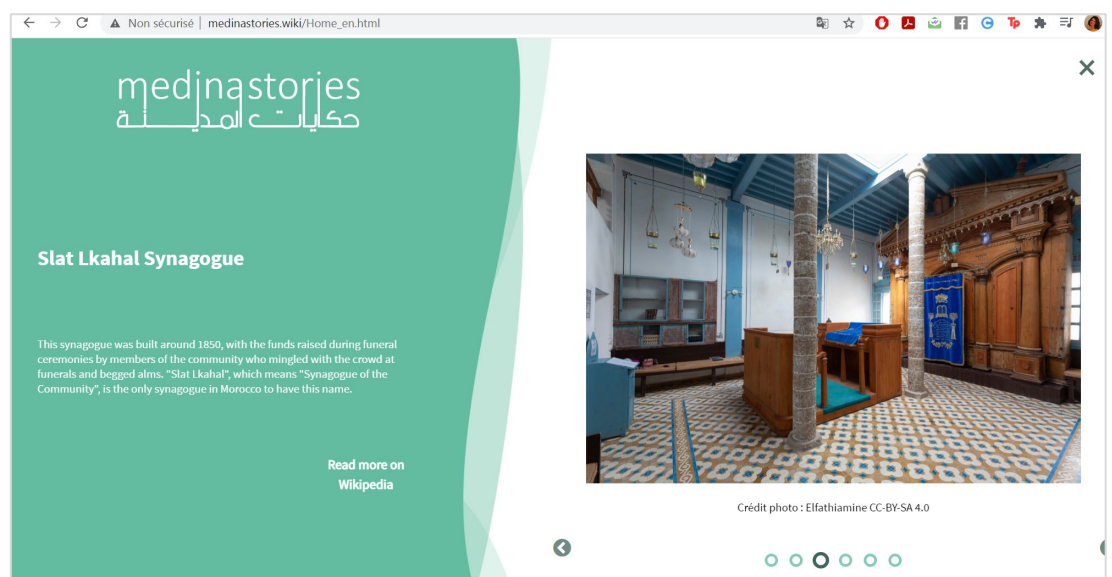 Non sécurisé | medinastories.wiki/Home_en.html
medinastories
حكايات المدينة
Slat Lkahal Synagogue
This synagogue was built around 1850, with the funds raised during funeral
ceremonies by members of the community who mingled with the crowd at
funerals and begged alms. "Slat Lkahal", which means "Synagogue of the
Community", is the only synagogue in Morocco to have this name.
Read more on
Wikipedia
Crédit photo : Elfathiamine CC-BY-SA 4.0